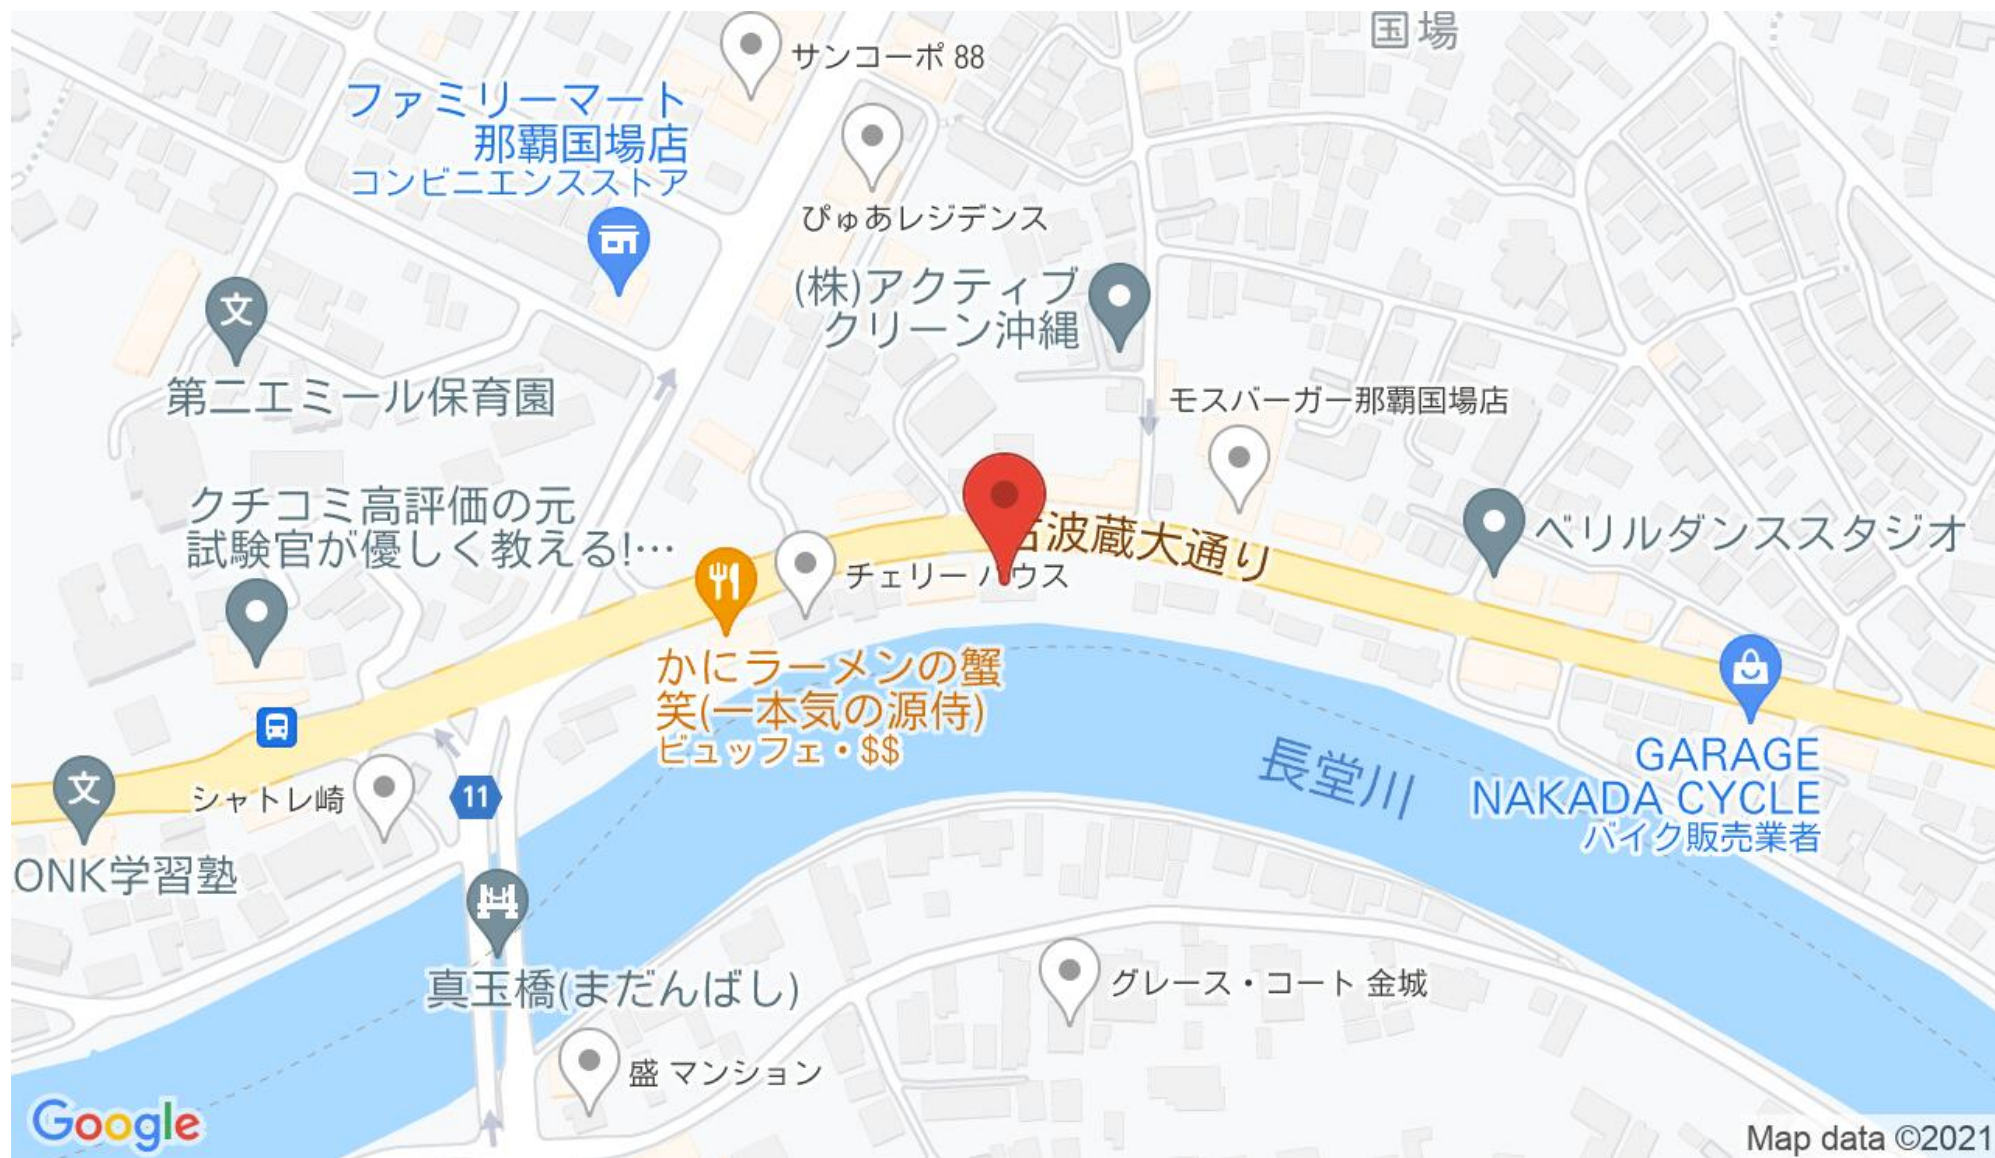 国場
サンコーポ 88
ファミリーマート
那覇国場店
コンビニエンスストア
ぴゅあレジデンス
(株)アクティブ
クリーン沖縄
第二エミール保育園
モスバーガー那覇国場店
クチコミ高評価の元
試験官が優しく教える!…
波蔵大通り
ベリルダンススタジオ
チェリー ハウス
かにラーメンの蟹
笑(一本気の源侍)
ビュッフェ・$$
長堂川
GARAGE
NAKADA CYCLE
バイク販売業者
シャトレ崎
11
ONK学習塾
真玉橋(まだんばし)
グレース・コート 金城
盛 マンション
Google
Map data ©2021